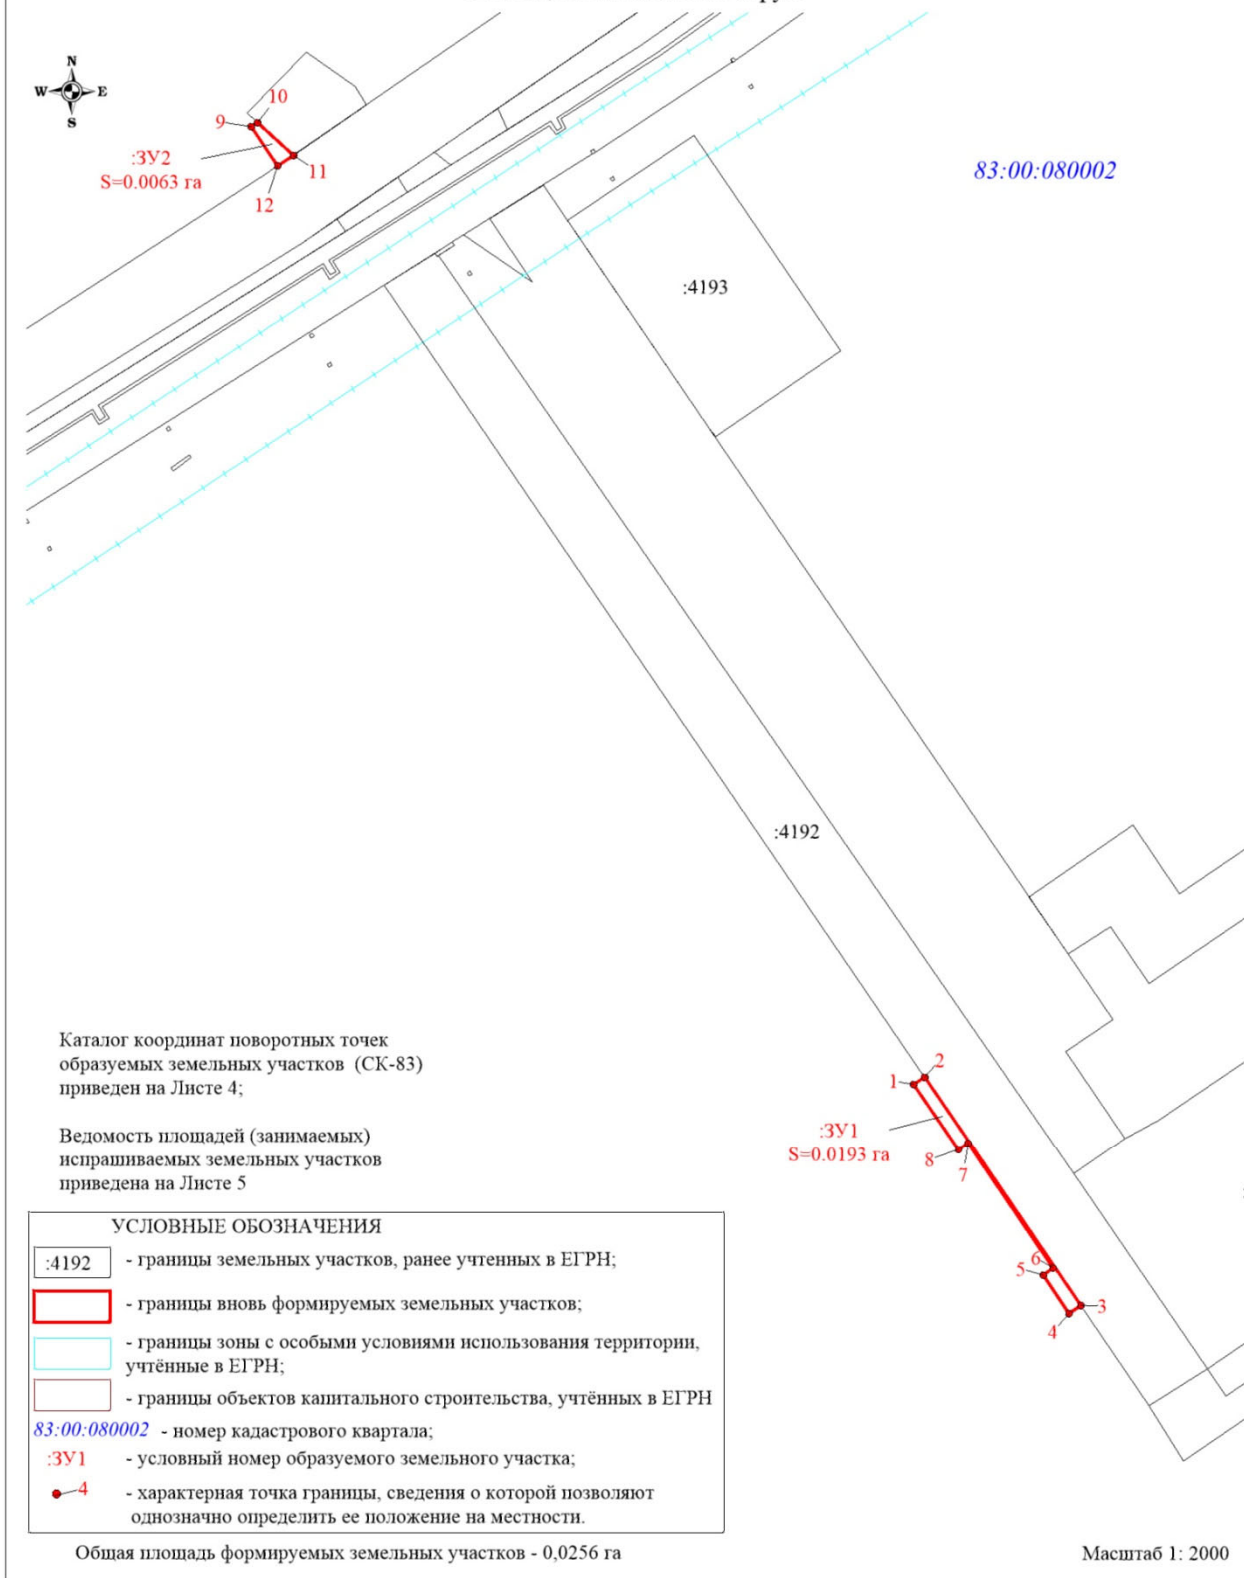 N
W E
S
10
9
:ЗУ2
S=0.0063 га
11
12
83:00:080002
:4193
:4192
Каталог координат поворотных точек
образуемых земельных участков (СК-83)
приведен на Листе 4;
Ведомость площадей (занимаемых)
испрашиваемых земельных участков
приведена на Листе 5
2
1
:ЗУ1
S=0.0193 га
8
7
6
5
3
4
УСЛОВНЫЕ ОБОЗНАЧЕНИЯ
:4192 - границы земельных участков, ранее учтенных в ЕГРН;
- границы вновь формируемых земельных участков;
- границы зоны с особыми условиями использования территории,
учтённые в ЕГРН;
- границы объектов капитального строительства, учтённых в ЕГРН
83:00:080002 - номер кадастрового квартала;
:ЗУ1 - условный номер образуемого земельного участка;
4 - характерная точка границы, сведения о которой позволяют
однозначно определить ее положение на местности.
Общая площадь формируемых земельных участков - 0,0256 га
Масштаб 1: 2000